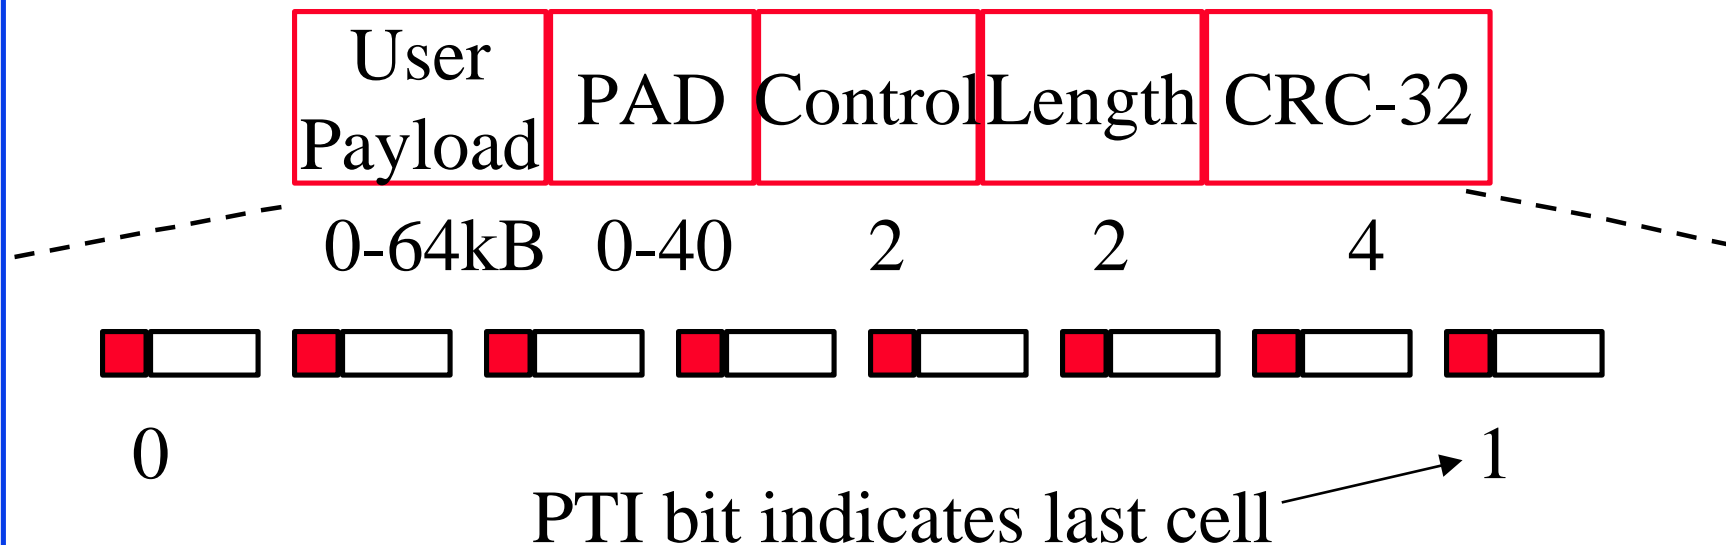 User
Payload
PAD
Control
Length
CRC-32
0-64kB
0-40
2
2
4
0
1
PTI bit indicates last cell